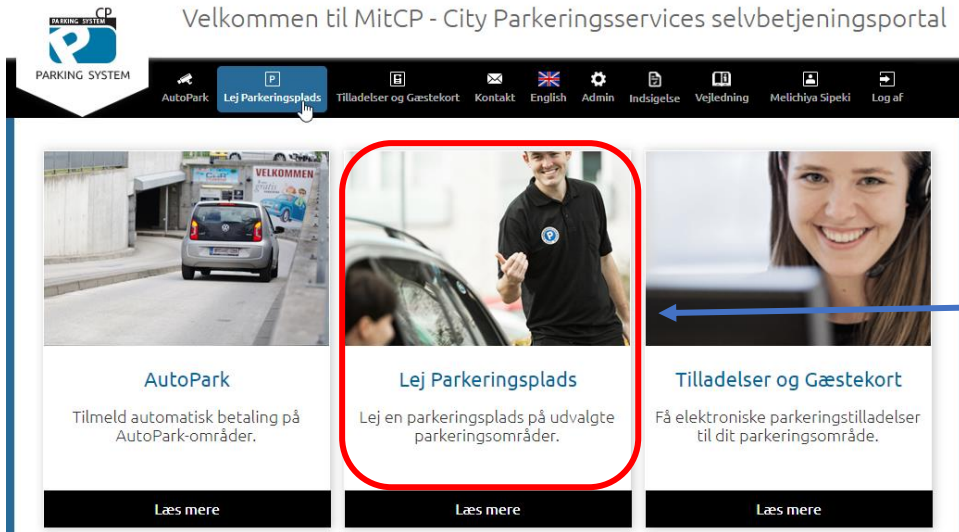 CP
PARKING SYSTEM
PARKING SYSTEM
Velkommen til MitCP - City Parkeringsservices selvbetjeningsportal
AutoPark
Lej Parkeringsplads
Tilladelser og Gæstekort
Kontakt
English
Admin
Indsigelse
Vejledning
Melichiya Sipeki
Log af
VELKOMMEN
gratis
AutoPark
Tilmeld automatisk betaling på
AutoPark-områder.
Læs mere
Lej Parkeringsplads
Lej en parkeringsplads på udvalgte
parkeringsområder.
Læs mere
Tilladelser og Gæstekort
Få elektroniske parkeringstilladelser
til dit parkeringsområde.
Læs mere